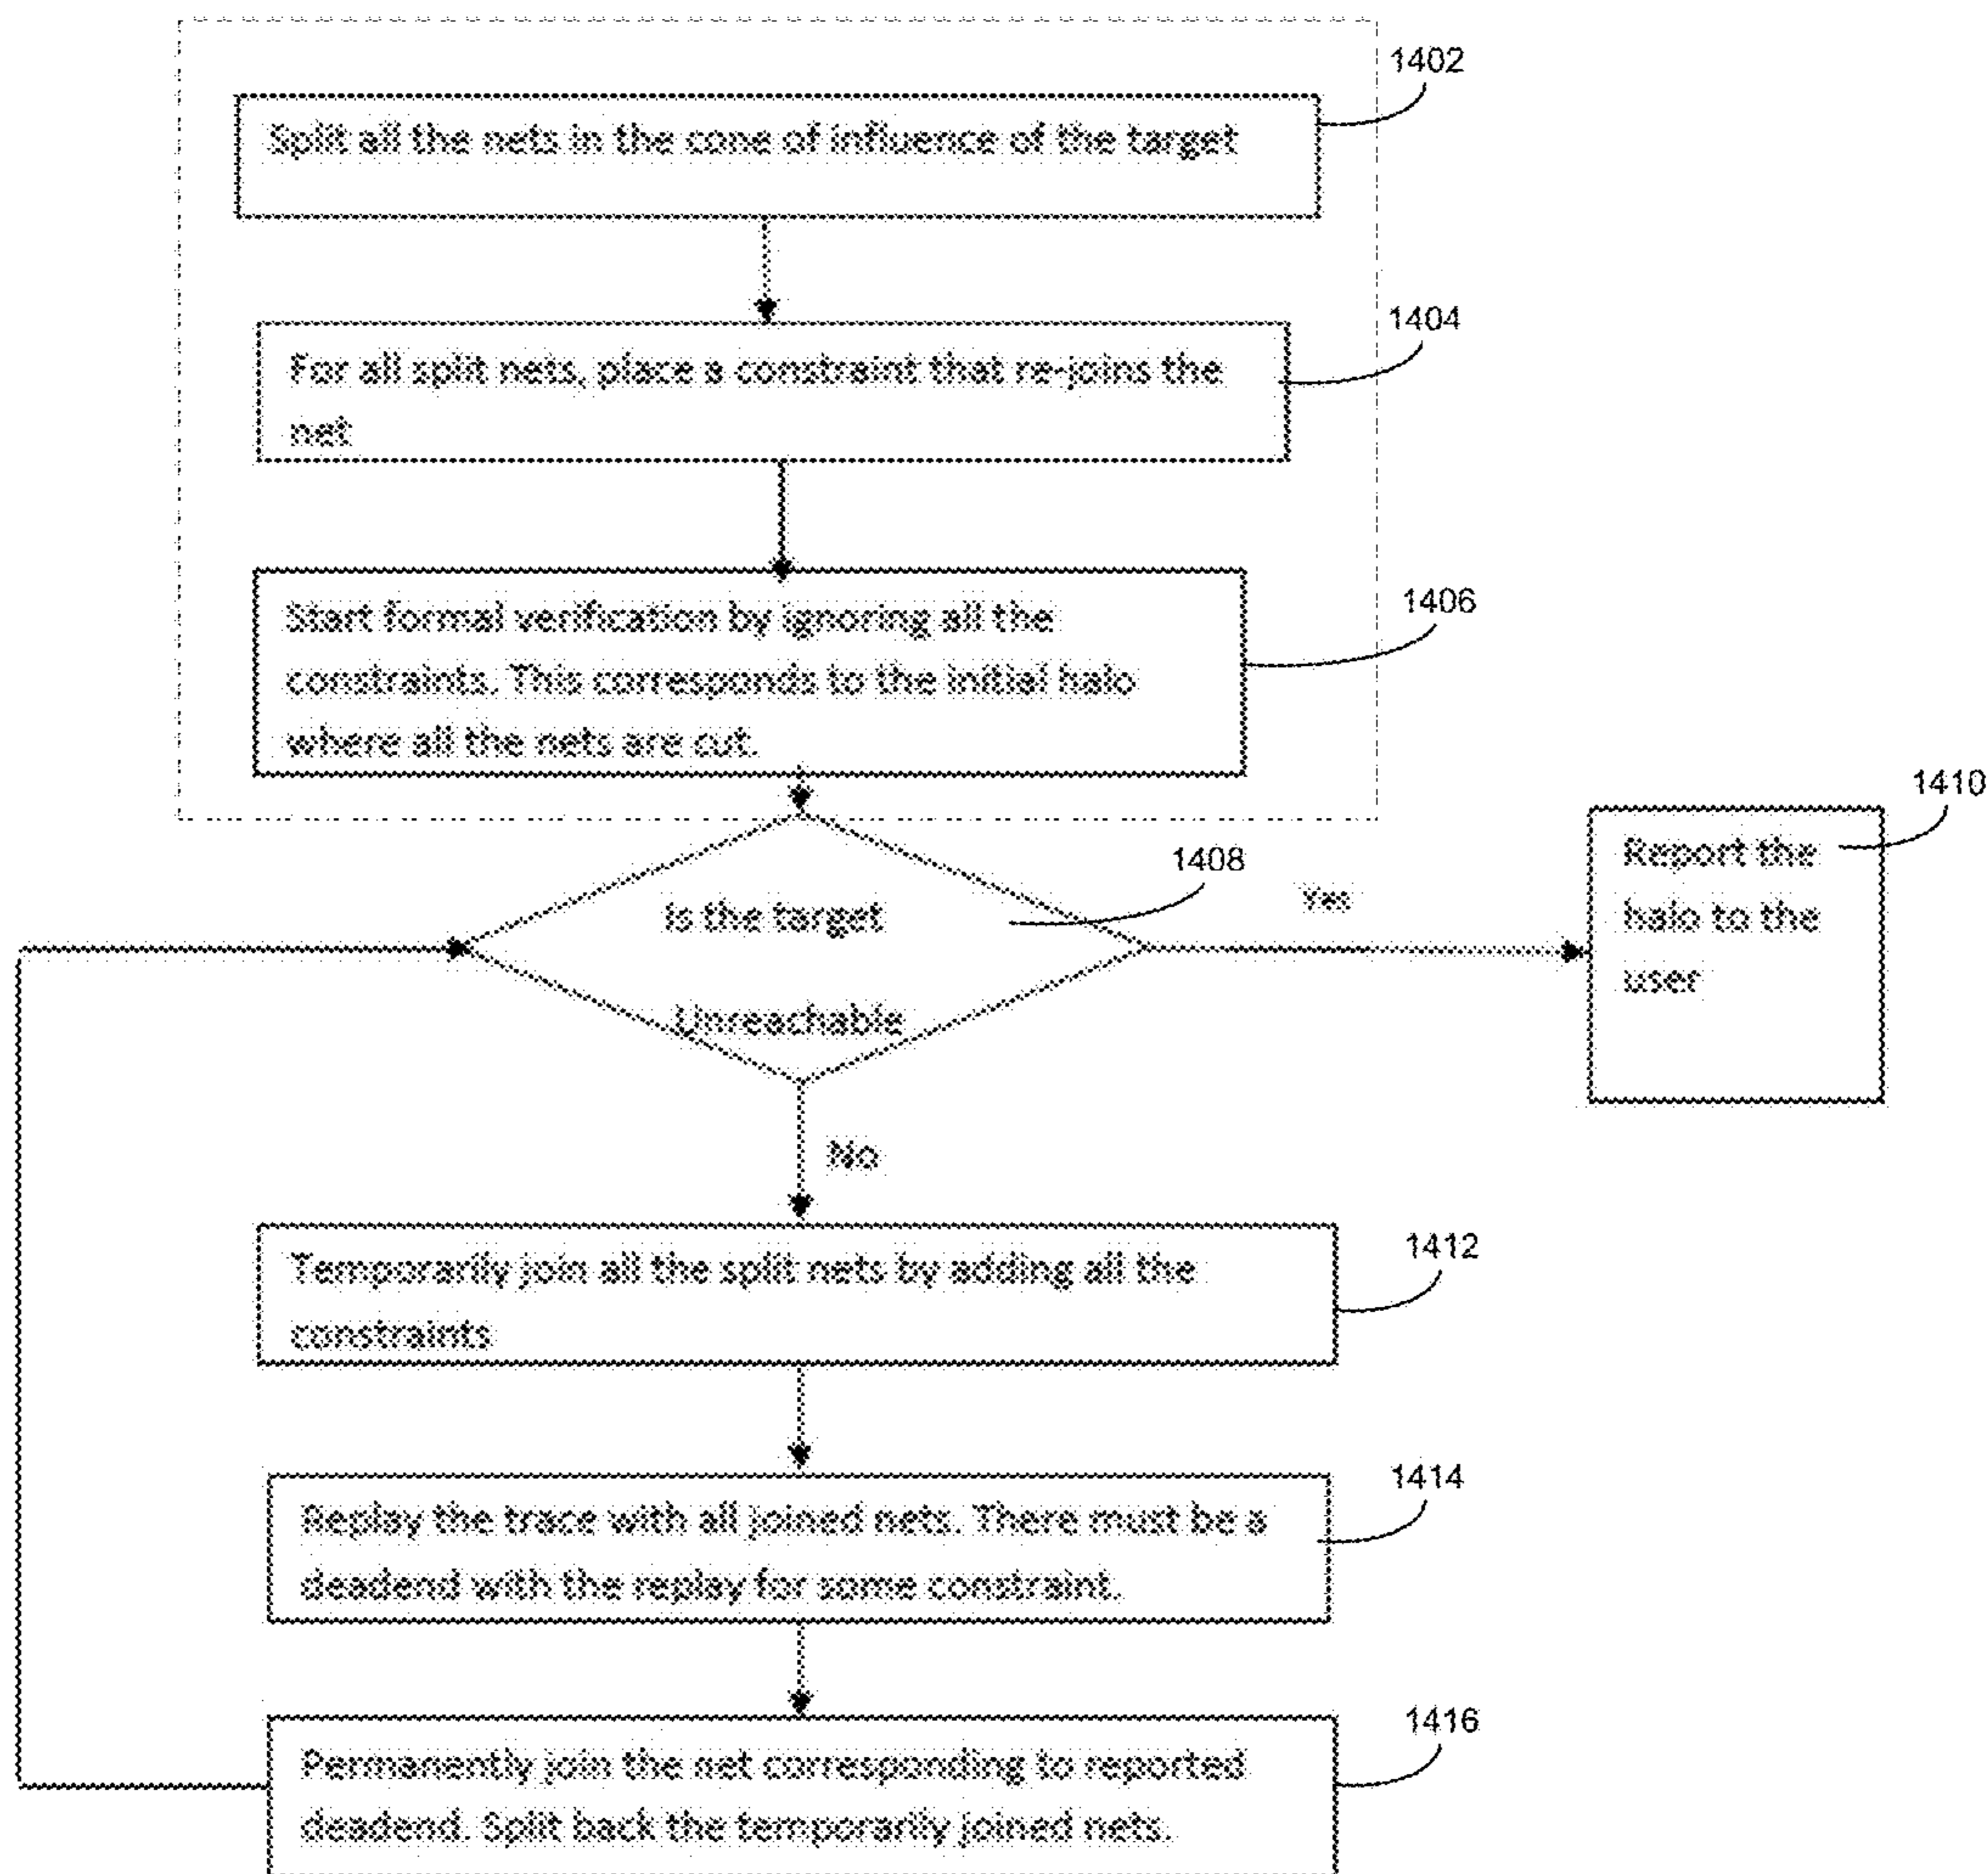 1402
Split all the nets in the cone of influence of the target
1404
For all split nets, place a constraint that re-joins the
net
1406
Start formal verification by ignoring all the
constraints. This corresponds to the initial halo
where all the nets are cut.
1408
Is the target
Unreachable
Yes
1410
Report the
halo to the
user
No
1412
Temporarily join all the split nets by adding all the
constraints
1414
Replay the trace with all joined nets. There must be a
deadend with the replay for some constraint.
1416
Permanently join the net corresponding to reported
deadend. Split back the temporarily joined nets.